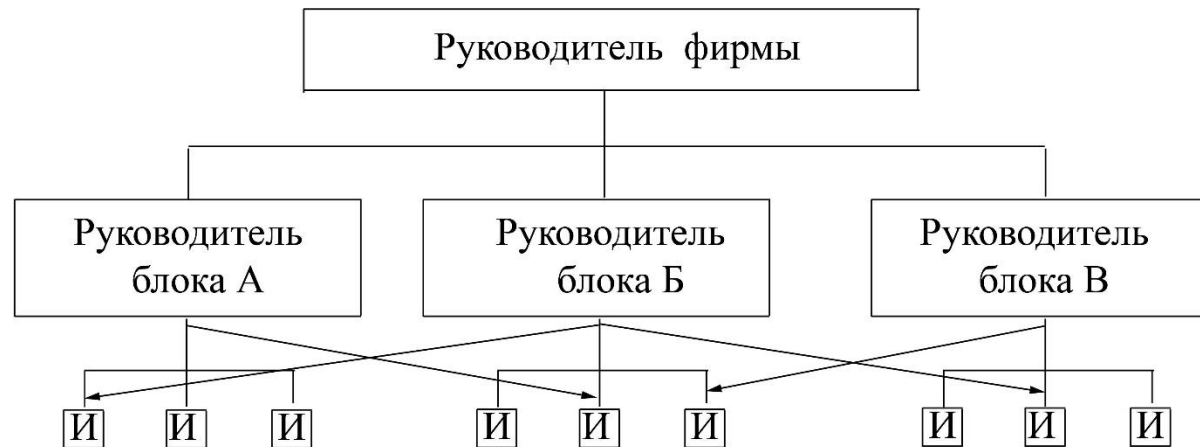 Руководитель фирмы
Руководитель
блока А
Руководитель
блока Б
Руководитель
блока В
И И И И И И И И И